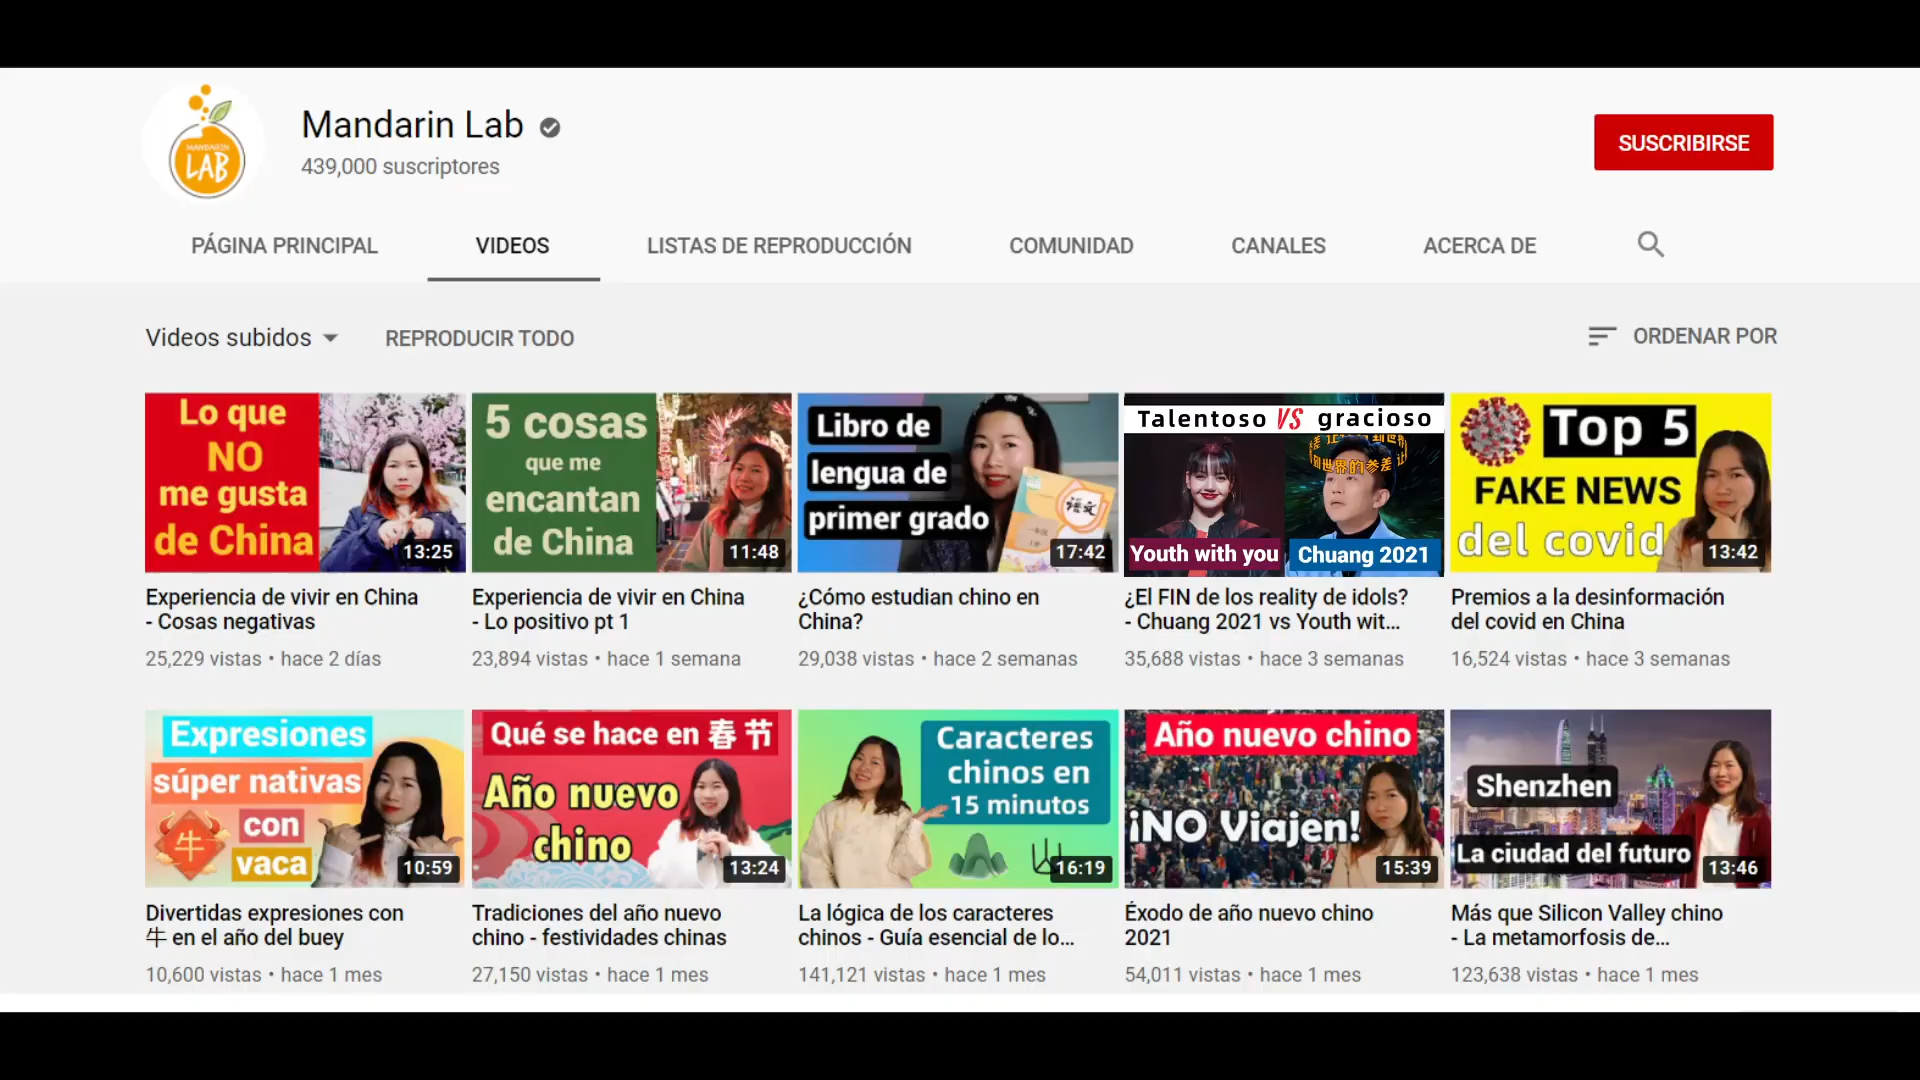 MANDARIN
LAB
Mandarin Lab
439,000 suscriptores
SUSCRIBIRSE
PÁGINA PRINCIPAL
VIDEOS
LISTAS DE REPRODUCCIÓN
COMUNIDAD
CANALES
ACERCA DE
Videos subidos
REPRODUCIR TODO
ORDENAR POR
Lo que
NO
me gusta
de China
13:25
5 cosas
que me
encantan
de China
11:48
Libro de
lengua de
primer grado
语文
17:42
Talentoso VS gracioso
Youth with you
Chuang 2021
Top 5
FAKE NEWS
del covid
13:42
Experiencia de vivir en China
- Cosas negativas
25,229 vistas • hace 2 días
Experiencia de vivir en China
- Lo positivo pt 1
23,894 vistas • hace 1 semana
¿Cómo estudian chino en
China?
29,038 vistas • hace 2 semanas
¿El FIN de los reality de idols?
- Chuang 2021 vs Youth wit...
35,688 vistas • hace 3 semanas
Premios a la desinformación
del covid en China
16,524 vistas • hace 3 semanas
Expresiones
súper nativas
con
vaca
牛
10:59
Qué se hace en 春节
Año nuevo
chino
13:24
Caracteres
chinos en
15 minutos
16:19
Año nuevo chino
¡NO Viajen!
15:39
Shenzhen
La ciudad del futuro
13:46
Divertidas expresiones con
牛 en el año del buey
10,600 vistas • hace 1 mes
Tradiciones del año nuevo
chino - festividades chinas
27,150 vistas • hace 1 mes
La lógica de los caracteres
chinos - Guía esencial de lo...
141,121 vistas • hace 1 mes
Éxodo de año nuevo chino
2021
54,011 vistas • hace 1 mes
Más que Silicon Valley chino
- La metamorfosis de...
123,638 vistas • hace 1 mes